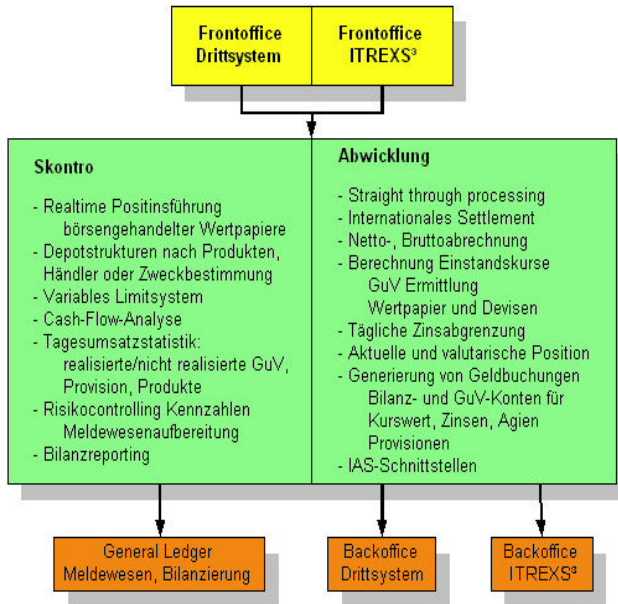 Frontoffice
Drittsystem
Frontoffice
ITREXS³
Skontro
- Realtime Positinsführung
börsengehandelter Wertpapiere
- Depotstrukturen nach Produkten,
Händler oder Zweckbestimmung
- Variables Limitsystem
- Cash-Flow-Analyse
- Tagesumsatzstatistik:
realisierte/nicht realisierte GuV,
Provision, Produkte
- Risikocontrolling Kennzahlen
Meldewesenaufbereitung
- Bilanzreporting
Abwicklung
- Straight through processing
- Internationales Settlement
- Netto-, Bruttoabrechnung
- Berechnung Einstandskurse
GuV Ermittlung
Wertpapier und Devisen
- Tägliche Zinsabgrenzung
- Aktuelle und valutarische Position
- Generierung von Geldbuchungen
Bilanz- und GuV-Konten für
Kurswert, Zinsen, Agien
Provisionen
- IAS-Schnittstellen
General Ledger
Meldewesen, Bilanzierung
Backoffice
Drittsystem
Backoffice
ITREXS³